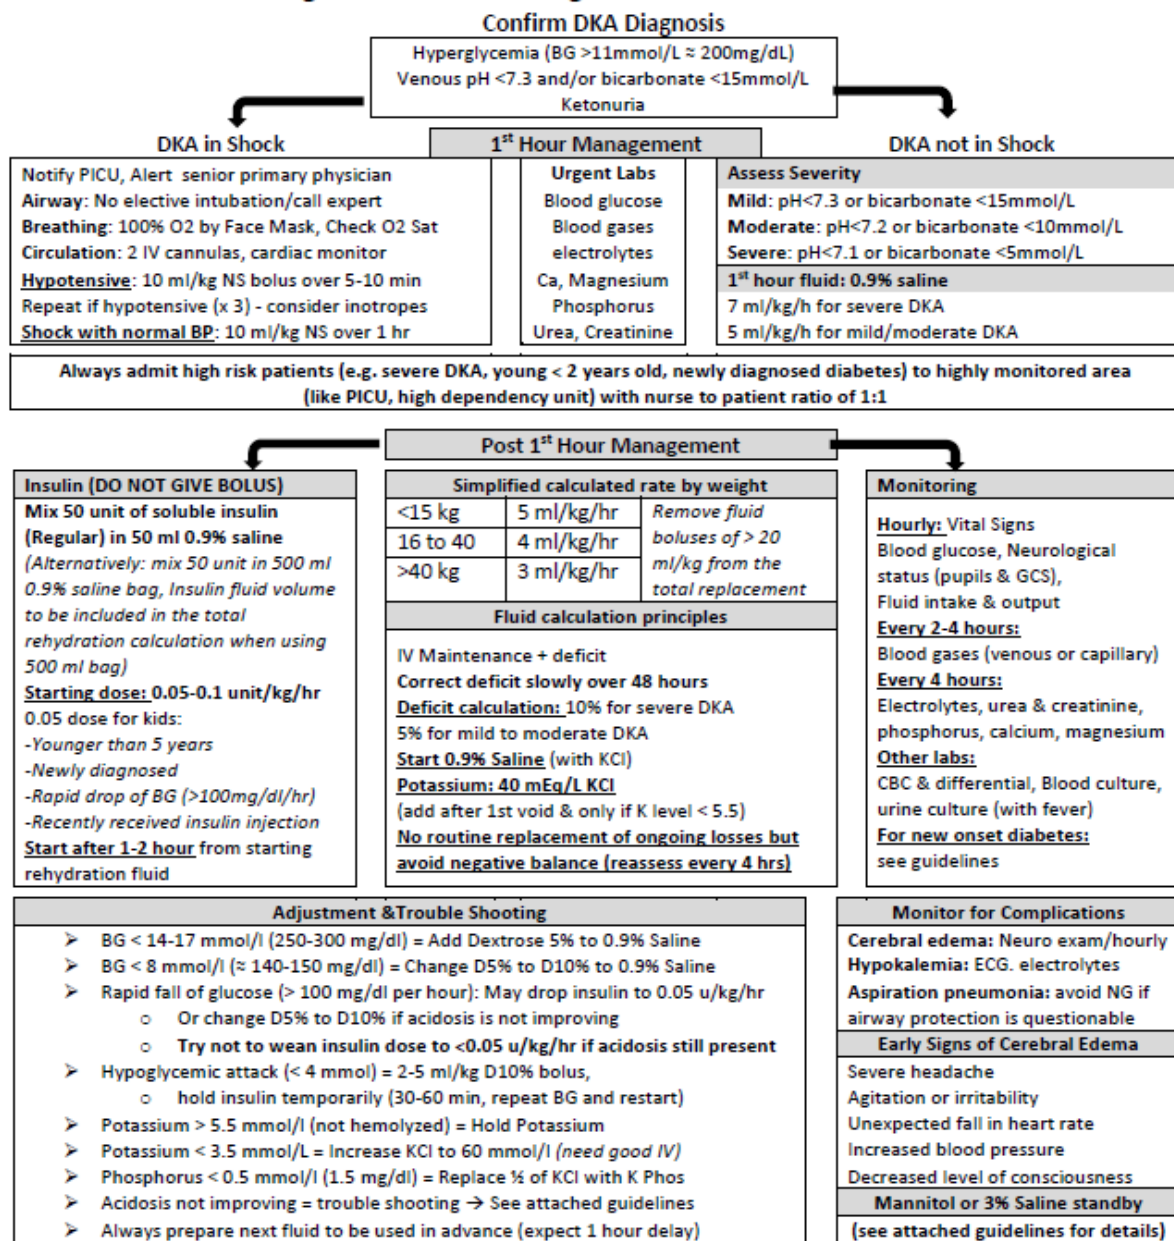 Confirm DKA Diagnosis
Hyperglycemia (BG >11mmol/L ≈ 200mg/dL)
Venous pH <7.3 and/or bicarbonate <15mmol/L
Ketonuria
DKA in Shock
Notify PICU, Alert senior primary physician
Airway: No elective intubation/call expert
Breathing: 100% O2 by Face Mask, Check O2 Sat
Circulation: 2 IV cannulas, cardiac monitor
Hypotensive: 10 ml/kg NS bolus over 5-10 min
Repeat if hypotensive (x 3) - consider inotropes
Shock with normal BP: 10 ml/kg NS over 1 hr
1st Hour Management
Urgent Labs
Blood glucose
Blood gases
electrolytes
Ca, Magnesium
Phosphorus
Urea, Creatinine
DKA not in Shock
Assess Severity
Mild: pH<7.3 or bicarbonate <15mmol/L
Moderate: pH<7.2 or bicarbonate <10mmol/L
Severe: pH<7.1 or bicarbonate <5mmol/L
1st hour fluid: 0.9% saline
7 ml/kg/h for severe DKA
5 ml/kg/h for mild/moderate DKA
Always admit high risk patients (e.g. severe DKA, young < 2 years old, newly diagnosed diabetes) to highly monitored area
(like PICU, high dependency unit) with nurse to patient ratio of 1:1
Post 1st Hour Management
Insulin (DO NOT GIVE BOLUS)
Mix 50 unit of soluble insulin
(Regular) in 50 ml 0.9% saline
(Alternatively: mix 50 unit in 500 ml
0.9% saline bag, Insulin fluid volume
to be included in the total
rehydration calculation when using
500 ml bag)
Starting dose: 0.05-0.1 unit/kg/hr
0.05 dose for kids:
-Younger than 5 years
-Newly diagnosed
-Rapid drop of BG (>100mg/dl/hr)
-Recently received insulin injection
Start after 1-2 hour from starting
rehydration fluid
Simplified calculated rate by weight
<15 kg 5 ml/kg/hr
16 to 40 4 ml/kg/hr
>40 kg 3 ml/kg/hr
Remove fluid
boluses of > 20
ml/kg from the
total replacement
Fluid calculation principles
IV Maintenance + deficit
Correct deficit slowly over 48 hours
Deficit calculation: 10% for severe DKA
5% for mild to moderate DKA
Start 0.9% Saline (with KCl)
Potassium: 40 mEq/L KCl
(add after 1st void & only if K level < 5.5)
No routine replacement of ongoing losses but
avoid negative balance (reassess every 4 hrs)
Monitoring
Hourly: Vital Signs
Blood glucose, Neurological
status (pupils & GCS),
Fluid intake & output
Every 2-4 hours:
Blood gases (venous or capillary)
Every 4 hours:
Electrolytes, urea & creatinine,
phosphorus, calcium, magnesium
Other labs:
CBC & differential, Blood culture,
urine culture (with fever)
For new onset diabetes:
see guidelines
Adjustment &Trouble Shooting
➢ BG < 14-17 mmol/l (250-300 mg/dl) = Add Dextrose 5% to 0.9% Saline
➢ BG < 8 mmol/l (≈ 140-150 mg/dl) = Change D5% to D10% to 0.9% Saline
➢ Rapid fall of glucose (> 100 mg/dl per hour): May drop insulin to 0.05 u/kg/hr
o Or change D5% to D10% if acidosis is not improving
o Try not to wean insulin dose to <0.05 u/kg/hr if acidosis still present
➢ Hypoglycemic attack (< 4 mmol) = 2-5 ml/kg D10% bolus,
o hold insulin temporarily (30-60 min, repeat BG and restart)
➢ Potassium > 5.5 mmol/l (not hemolyzed) = Hold Potassium
➢ Potassium < 3.5 mmol/L = Increase KCl to 60 mmol/l (need good IV)
➢ Phosphorus < 0.5 mmol/l (1.5 mg/dl) = Replace ½ of KCl with K Phos
➢ Acidosis not improving = trouble shooting → See attached guidelines
➢ Always prepare next fluid to be used in advance (expect 1 hour delay)
Monitor for Complications
Cerebral edema: Neuro exam/hourly
Hypokalemia: ECG. electrolytes
Aspiration pneumonia: avoid NG if
airway protection is questionable
Early Signs of Cerebral Edema
Severe headache
Agitation or irritability
Unexpected fall in heart rate
Increased blood pressure
Decreased level of consciousness
Mannitol or 3% Saline standby
(see attached guidelines for details)